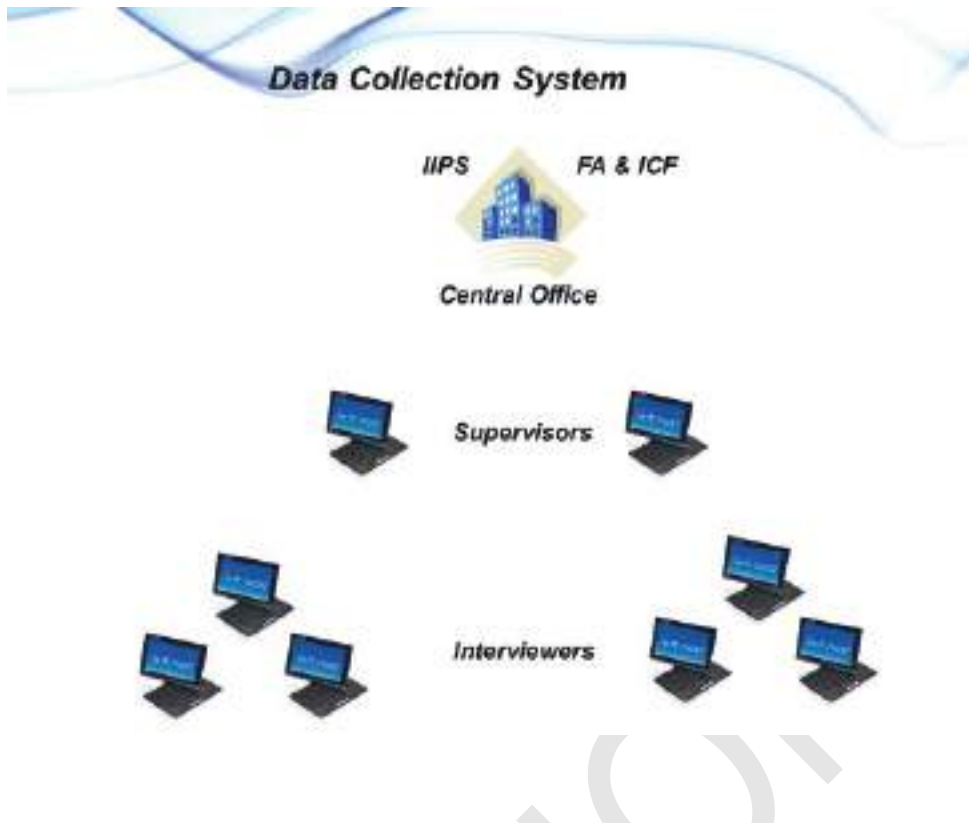 Data Collection System
IIPS
FA & ICF
Central Office
Supervisors
Interviewers